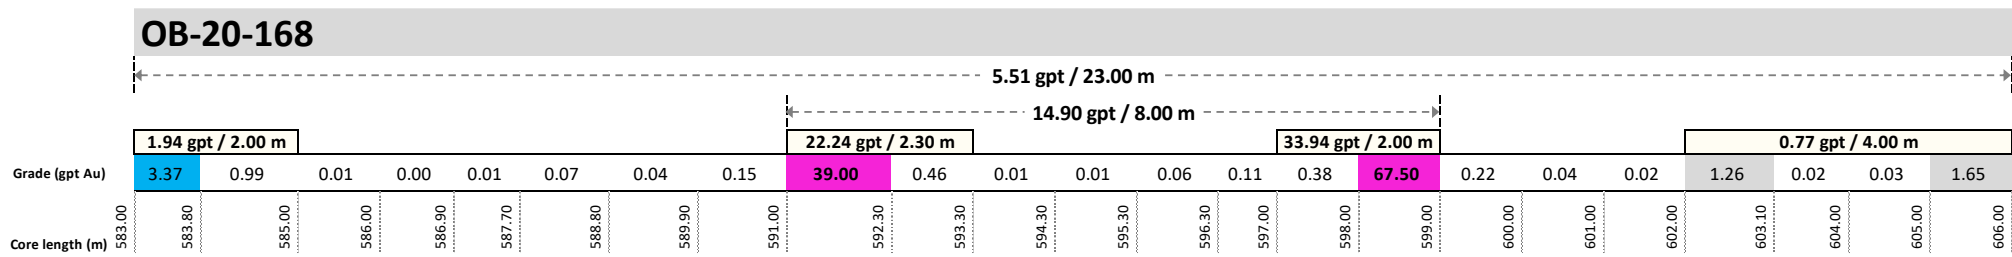 OB-20-168
5.51 gpt / 23.00 m
14.90 gpt / 8.00 m
1.94 gpt / 2.00 m 22.24 gpt / 2.30 m 33.94 gpt / 2.00 m 0.77 gpt / 4.00 m
Grade (gpt Au) 3.37 0.99 0.01 0.00 0.01 0.07 0.04 0.15 39.00 0.46 0.01 0.01 0.06 0.11 0.38 67.50 0.22 0.04 0.02 1.26 0.02 0.03 1.65
Core length (m) 583.00 583.80 585.00 586.00 586.90 587.70 588.80 589.90 591.00 592.30 593.30 594.30 595.30 596.30 597.00 598.00 599.00 600.00 601.00 602.00 603.10 604.00 605.00 606.00